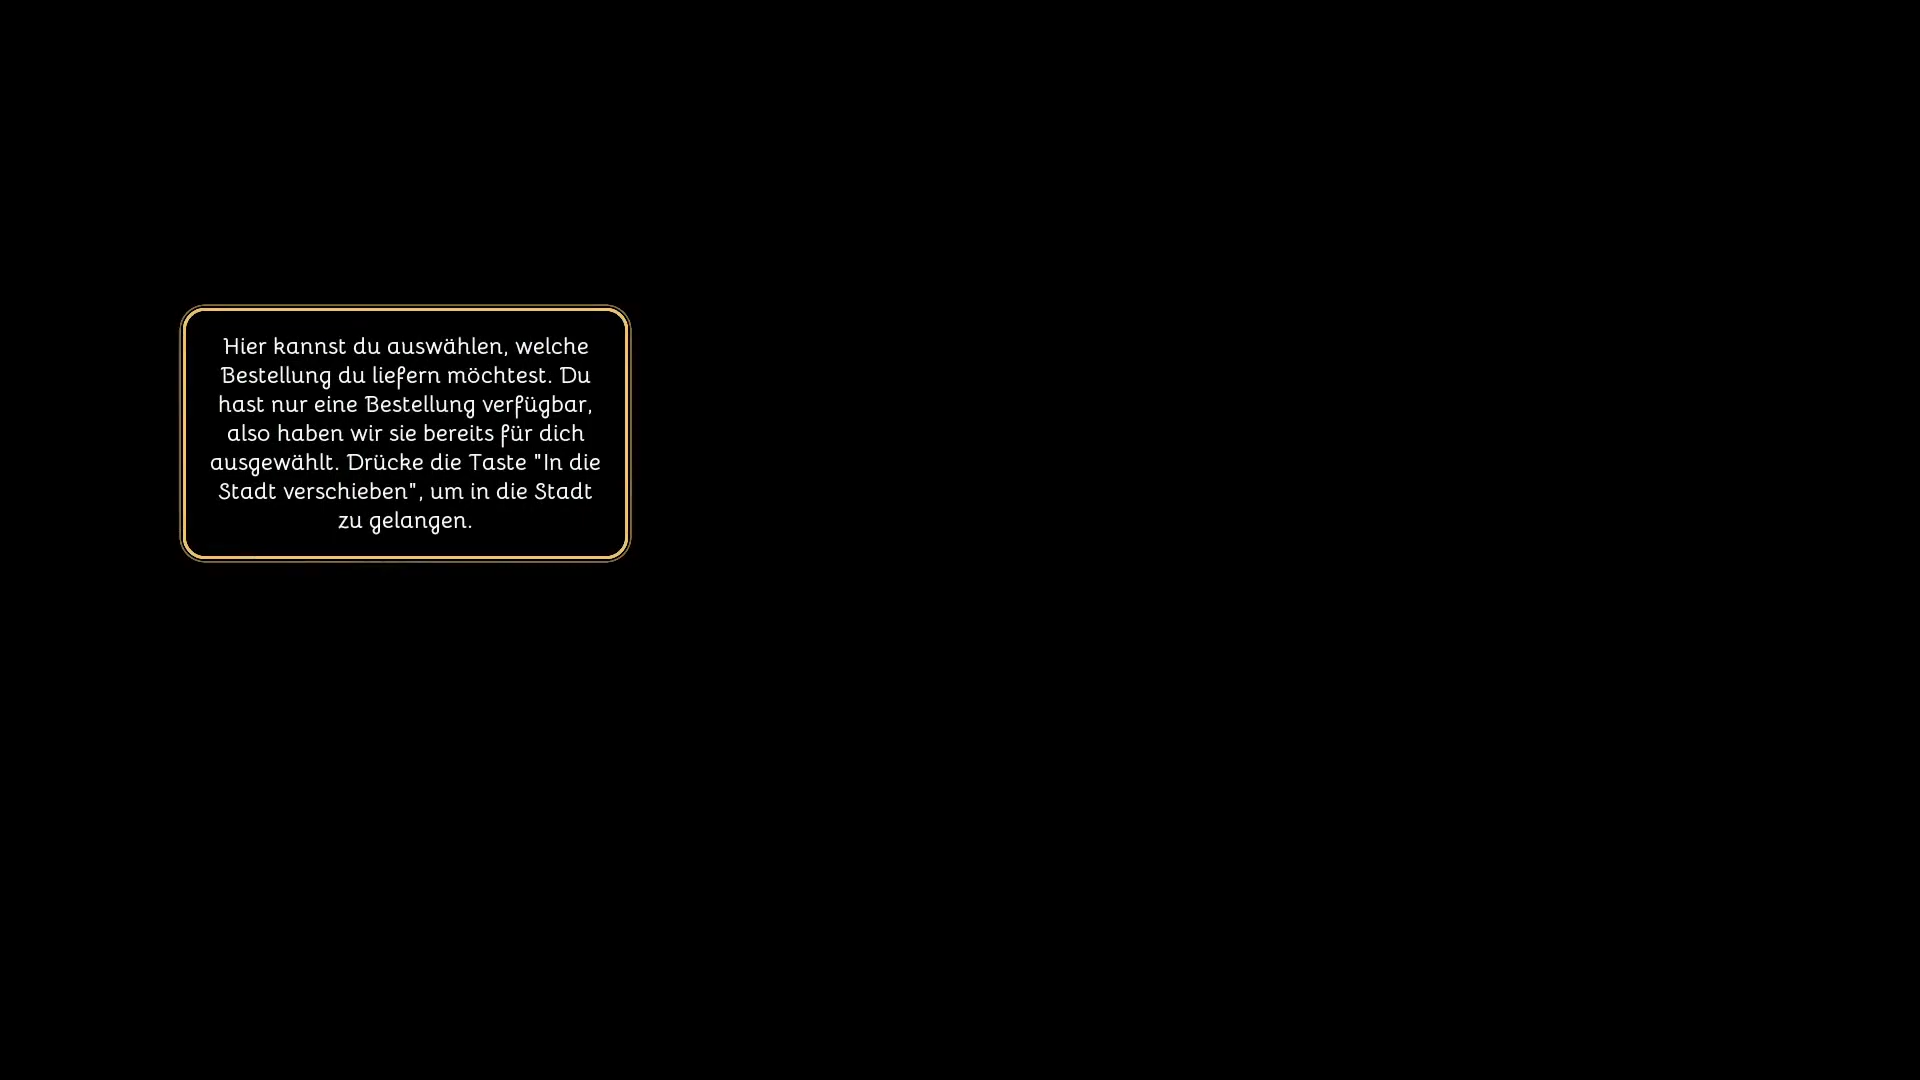 Hier kannst du auswählen, welche
Bestellung du liefern möchtest. Du
hast nur eine Bestellung verfügbar,
also haben wir sie bereits für dich
ausgewählt. Drücke die Taste "In die
Stadt verschieben", um in die Stadt
zu gelangen.